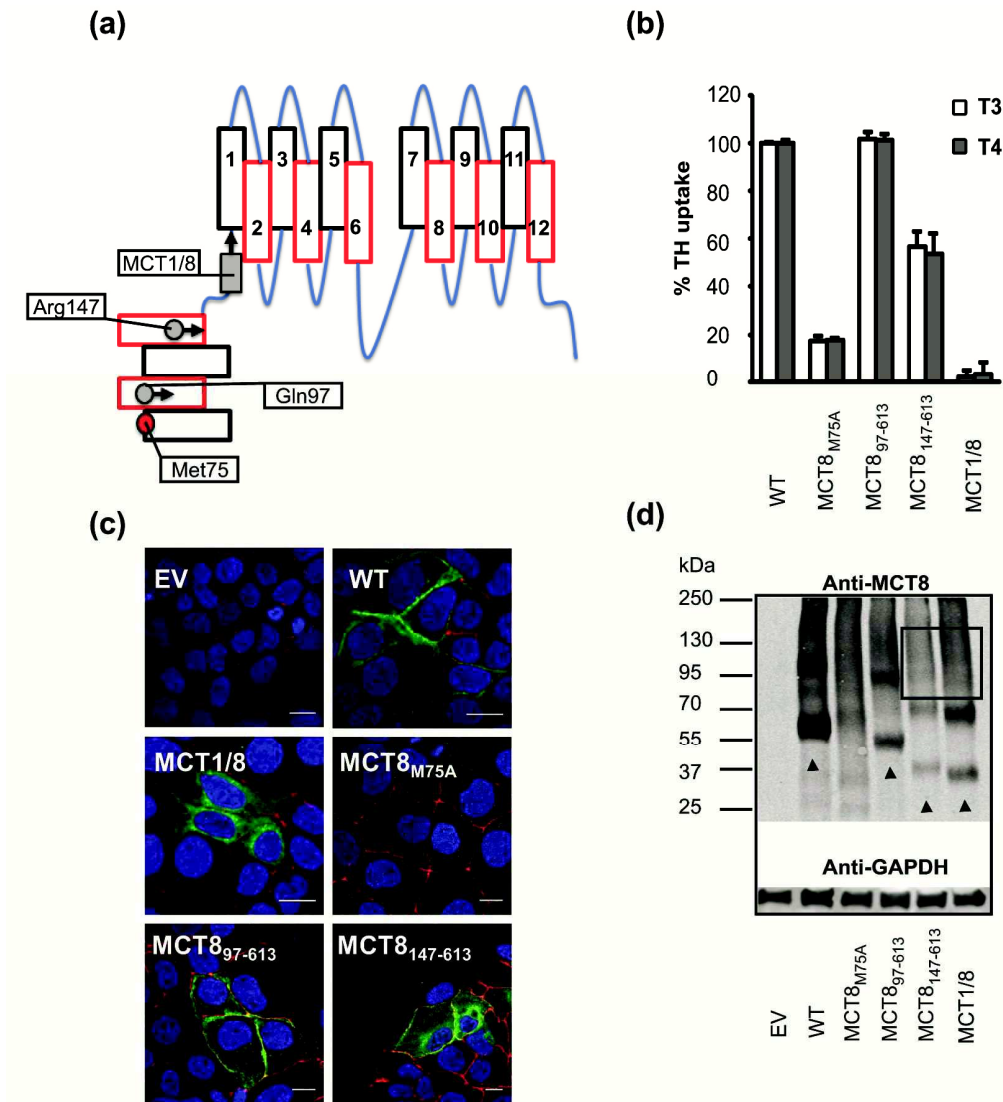 (a)
1
3
5
7
9
11
2
4
6
8
10
12
MCT1/8
Arg147
Gln97
Met75
(b)
120
100
80
60
40
20
0
% TH uptake
T3
T4
WT
MCT8M75A
MCT897-613
MCT8147-613
MCT1/8
(c)
EV
WT
MCT1/8
MCT8M75A
MCT897-613
MCT8147-613
(d)
kDa
Anti-MCT8
250
130
95
70
55
37
25
Anti-GAPDH
EV
WT
MCT8M75A
MCT897-613
MCT8147-613
MCT1/8